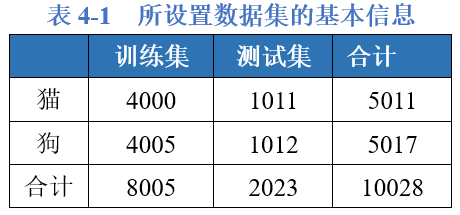 表 4-1 所设置数据集的基本信息
训练集 测试集 合计
猫 4000 1011 5011
狗 4005 1012 5017
合计 8005 2023 10028